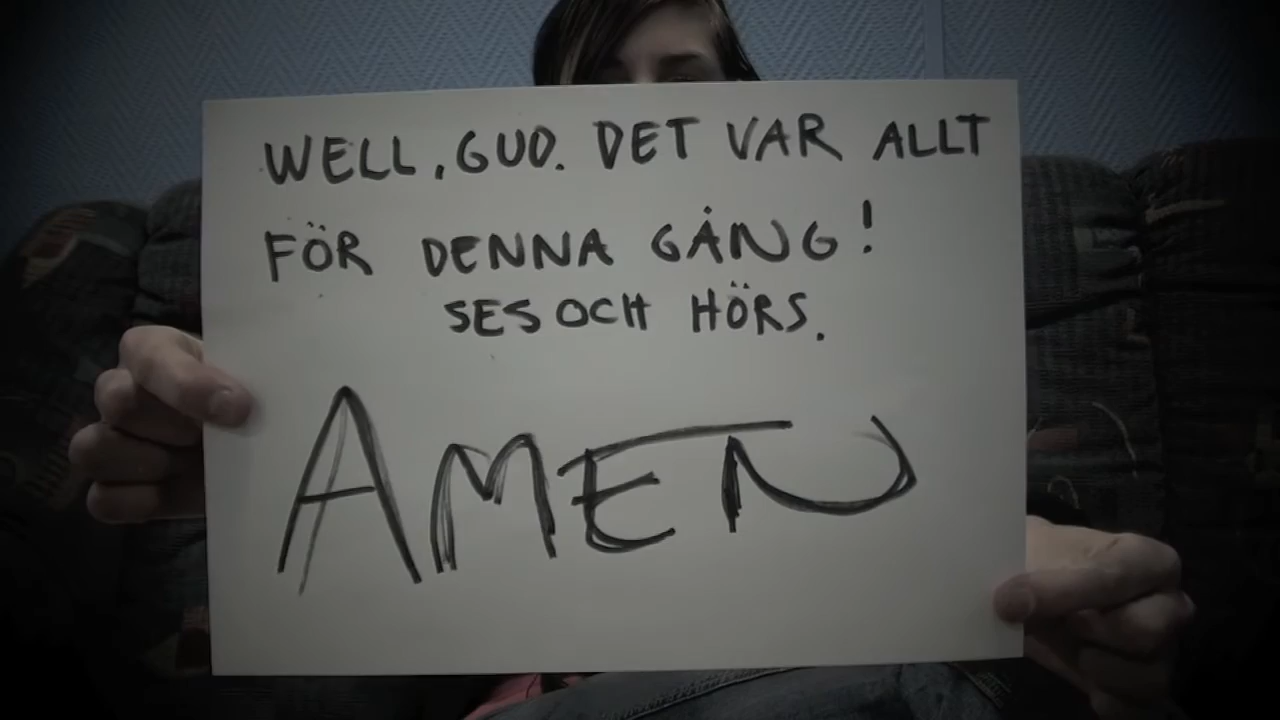 WELL, GUD. DET VAR ALLT
FÖR DENNA GÅNG!
SES OCH HÖRS.
AMEN